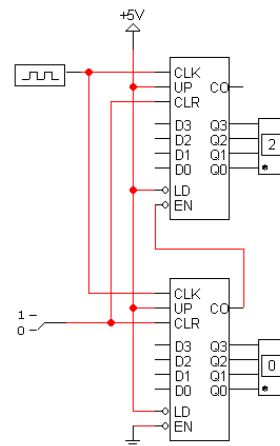 +5V
CLK CO
UP
CLR
D3 Q3
D2 Q2
D1 Q1
D0 Q0
2
LD
EN
CLK CO
UP
CLR
1
0
D3 Q3
D2 Q2
D1 Q1
D0 Q0
0
LD
EN